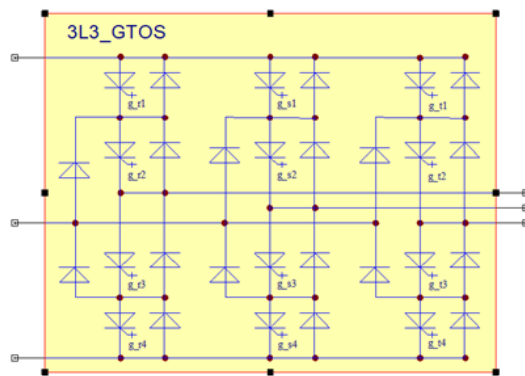 3L3_GTOS
g_r1 g_s1 g_t1
g_r2 g_s2 g_t2
g_r3 g_s3 g_t3
g_r4 g_s4 g_t4